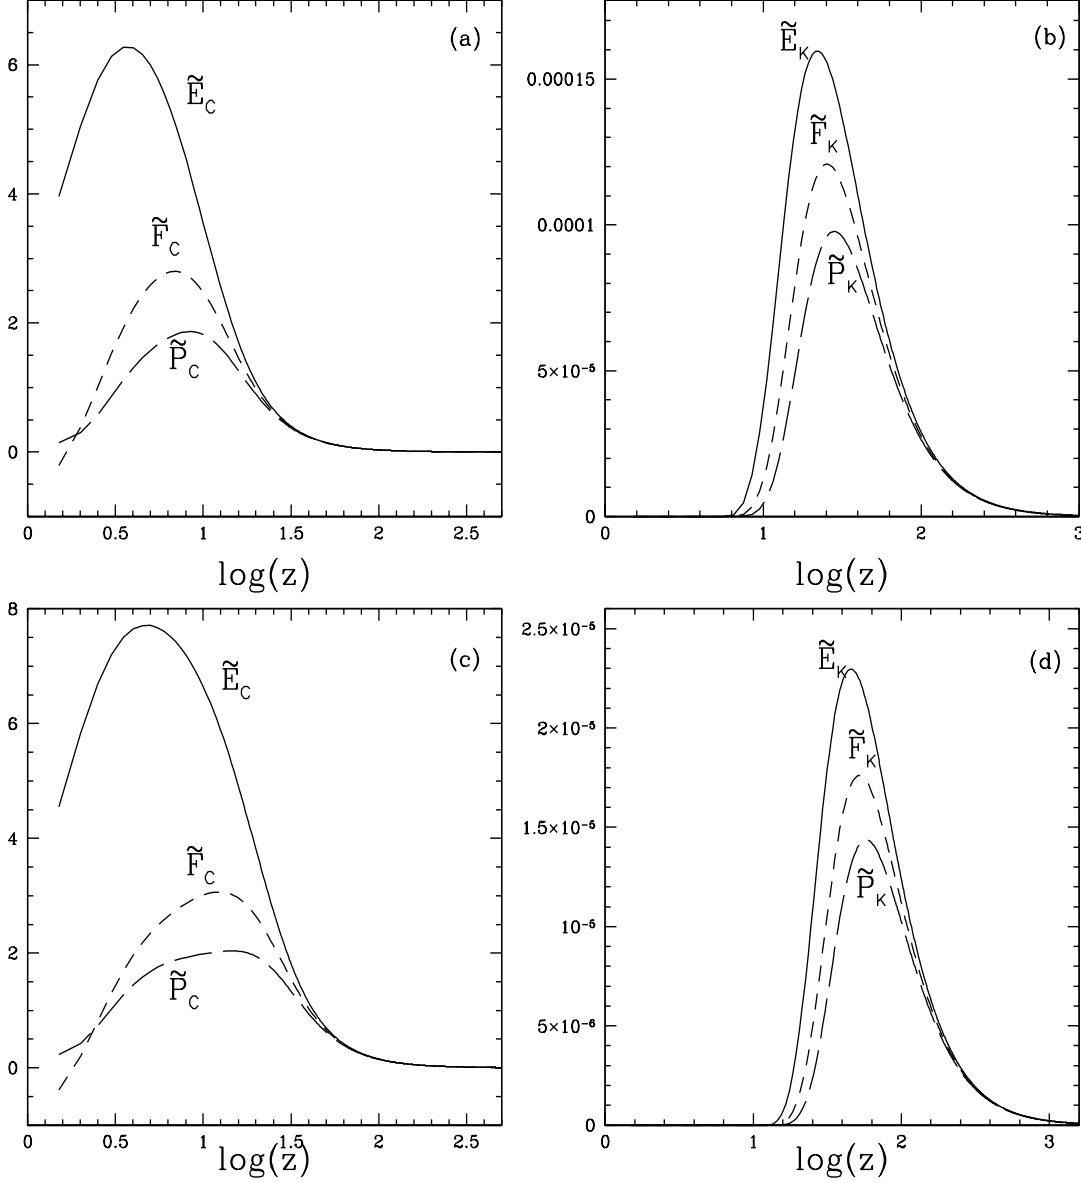 (a)
6
4
2
0
Ẽ_C
F̃_C
P̃_C
0 0.5 1 1.5 2 2.5
log(z)
(b)
0.00015
0.0001
5×10⁻⁵
0
Ẽ_K
F̃_K
P̃_K
1 2 3
0
log(z)
(c)
8
6
4
2
0
Ẽ_C
F̃_C
P̃_C
0 0.5 1 1.5 2 2.5
log(z)
(d)
2.5×10⁻⁵
2×10⁻⁵
1.5×10⁻⁵
10⁻⁵
5×10⁻⁶
0
Ẽ_K
F̃_K
P̃_K
0 1 2 3
log(z)